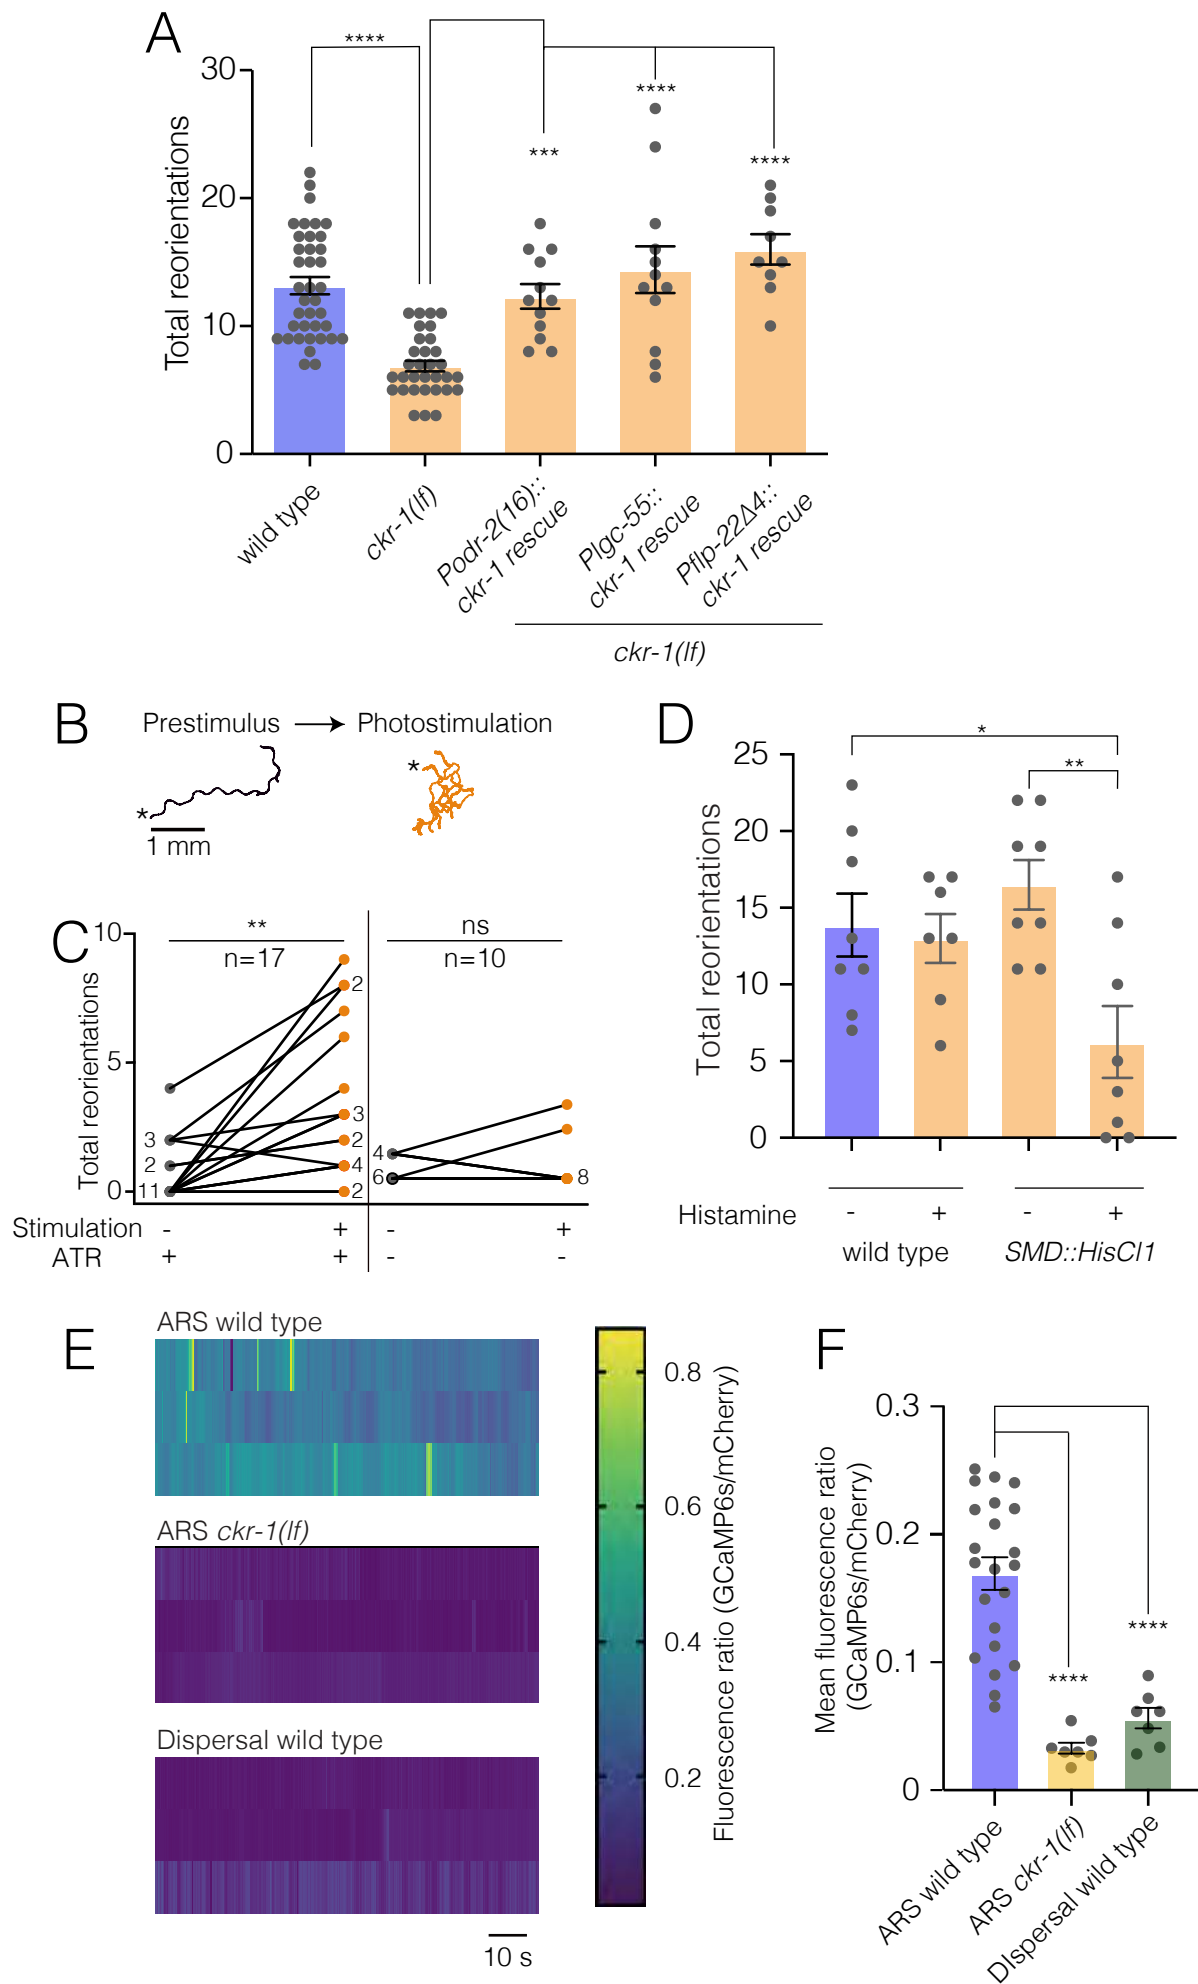 A
Total reorientations
30
20
10
0
****
***
****
****
wild type
ckr-1(lf)
Podr-2(16)::
ckr-1 rescue
Plgc-55::
ckr-1 rescue
Pflp-22Δ4::
ckr-1 rescue
ckr-1(lf)
B
Prestimulus
Photostimulation
*
*
1 mm
C
Total reorientations
10
5
0
**
n=17
ns
n=10
3
2
11
2
3
2
4
2
4
6
8
Stimulation - + - +
ATR + + - -
D
Total reorientations
25
20
15
10
5
0
*
**
Histamine - + - +
wild type SMD::HisCl1
E
ARS wild type
ARS ckr-1(lf)
Dispersal wild type
10 s
0.8
0.6
0.4
0.2
Fluorescence ratio (GCaMP6s/mCherry)
F
Mean fluorescence ratio
(GCaMP6s/mCherry)
0.3
0.2
0.1
0
****
****
ARS wild type
ARS ckr-1(lf)
DIspersal wild type